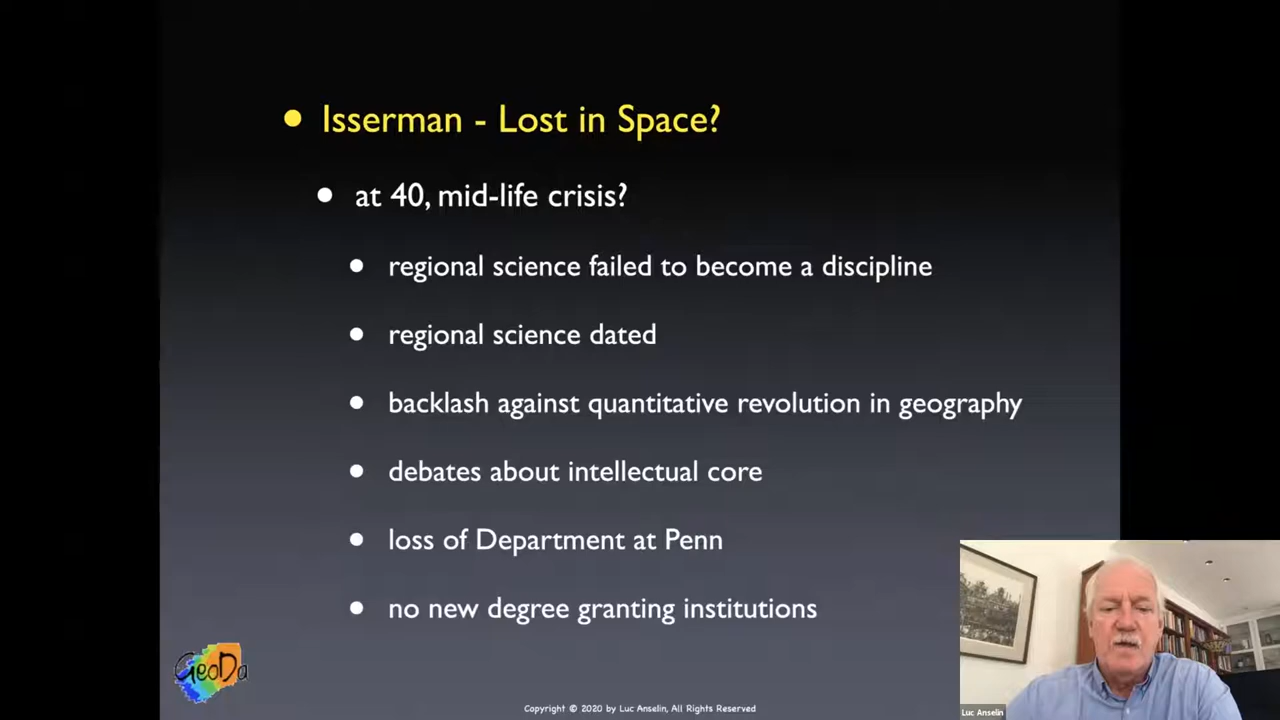 Isserman - Lost in Space?
at 40, mid-life crisis?
regional science failed to become a discipline
regional science dated
backlash against quantitative revolution in geography
debates about intellectual core
loss of Department at Penn
no new degree granting institutions
GeoDa
Copyright © 2020 by Luc Anselin, All Rights Reserved
Luc Anselin